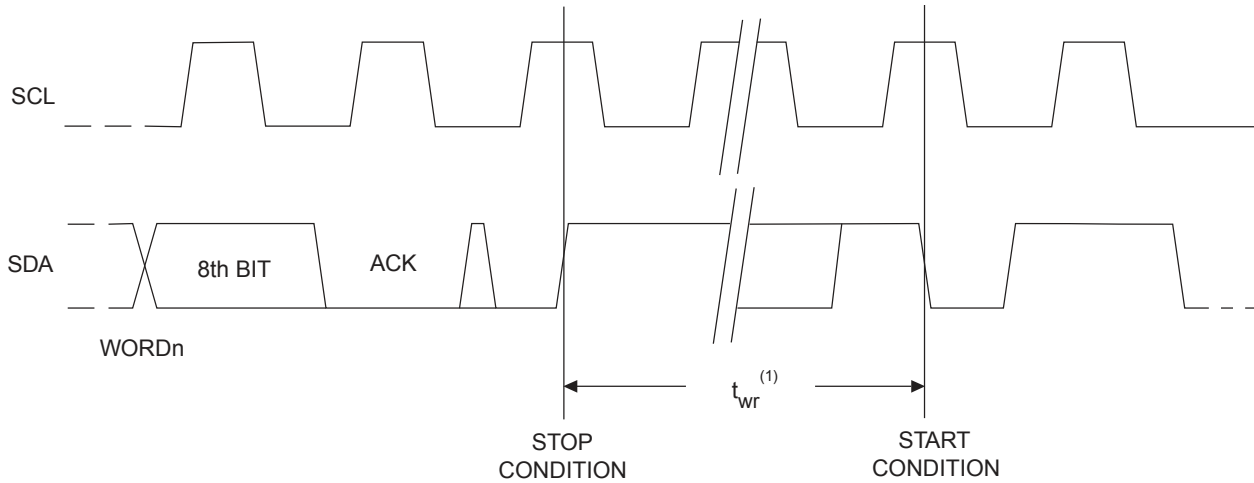 SCL
SDA
8th BIT
ACK
WORDn
twr(1)
STOP
CONDITION
START
CONDITION